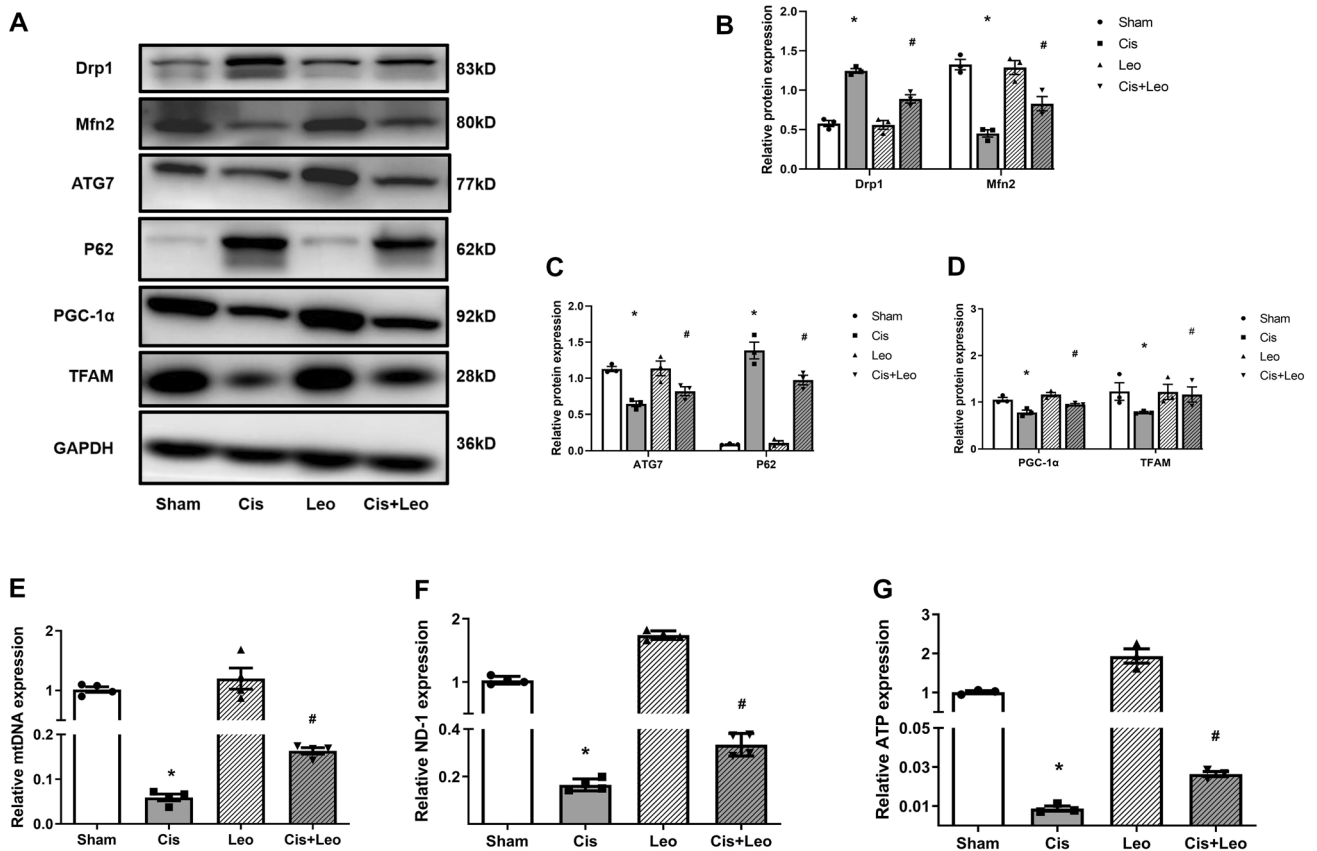 A
Drp1
83kD
Mfn2
80kD
ATG7
77kD
P62
62kD
PGC-1α
92kD
TFAM
28kD
GAPDH
36kD
Sham Cis Leo Cis+Leo
B
Relative protein expression
2.0
1.5
1.0
0.5
0.0
*
#
*
#
Drp1 Mfn2
Sham
Cis
Leo
Cis+Leo
C
Relative protein expression
2.0
1.5
1.0
0.5
0.0
*
#
*
#
ATG7 P62
Sham
Cis
Leo
Cis+Leo
D
Relative protein expression
3
2
1
0
*
#
*
#
PGC-1α TFAM
Sham
Cis
Leo
Cis+Leo
E
Relative mtDNA expression
2
1
0.2
0.1
0.0
*
#
Sham Cis Leo Cis+Leo
F
Relative ND-1 expression
2
1
0.4
0.2
*
#
Sham Cis Leo Cis+Leo
G
Relative ATP expression
3
2
1
0.05
0.03
0.01
*
#
Sham Cis Leo Cis+Leo